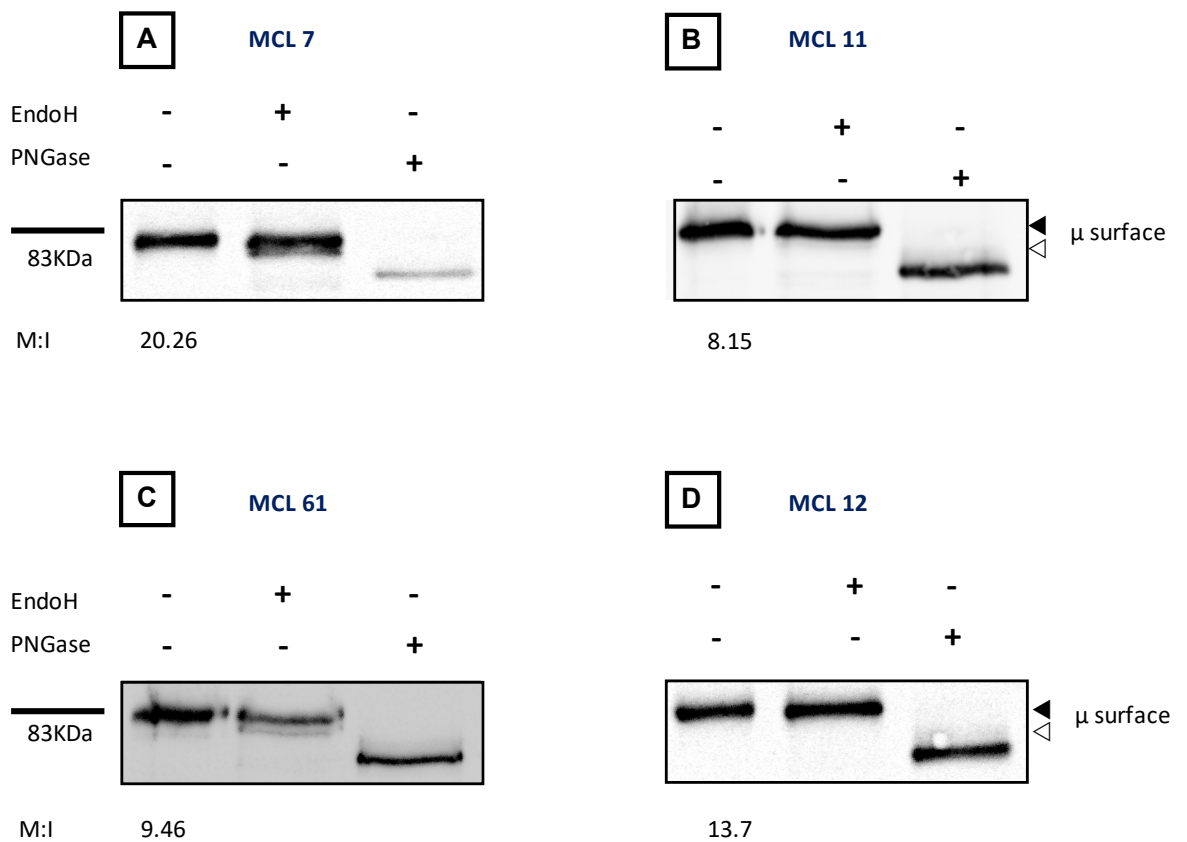 A MCL 7
B MCL 11
EndoH - + -
- + -
PNGase - - +
- - +
83KDa
μ surface
M:I 20.26
8.15
C MCL 61
D MCL 12
EndoH - + -
- + -
PNGase - - +
- - +
83KDa
μ surface
M:I 9.46
13.7